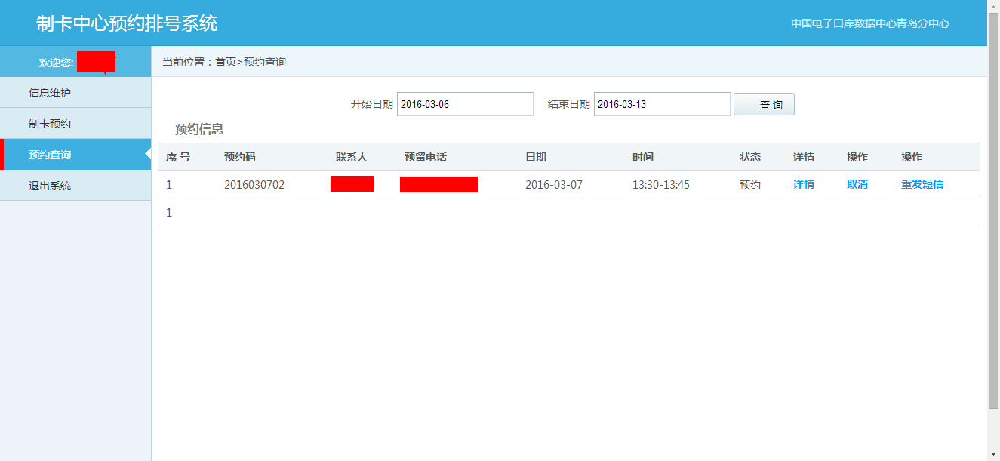 制卡中心预约排号系统
中国电子口岸数据中心青岛分中心
欢迎您:
当前位置：首页>预约查询
信息维护
制卡预约
预约查询
退出系统
开始日期 2016-03-06 结束日期 2016-03-13 查 询
预约信息
序 号 预约码 联系人 预留电话 日期 时间 状态 详情 操作 操作
1 2016030702 2016-03-07 13:30-13:45 预约 详情 取消 重发短信
1